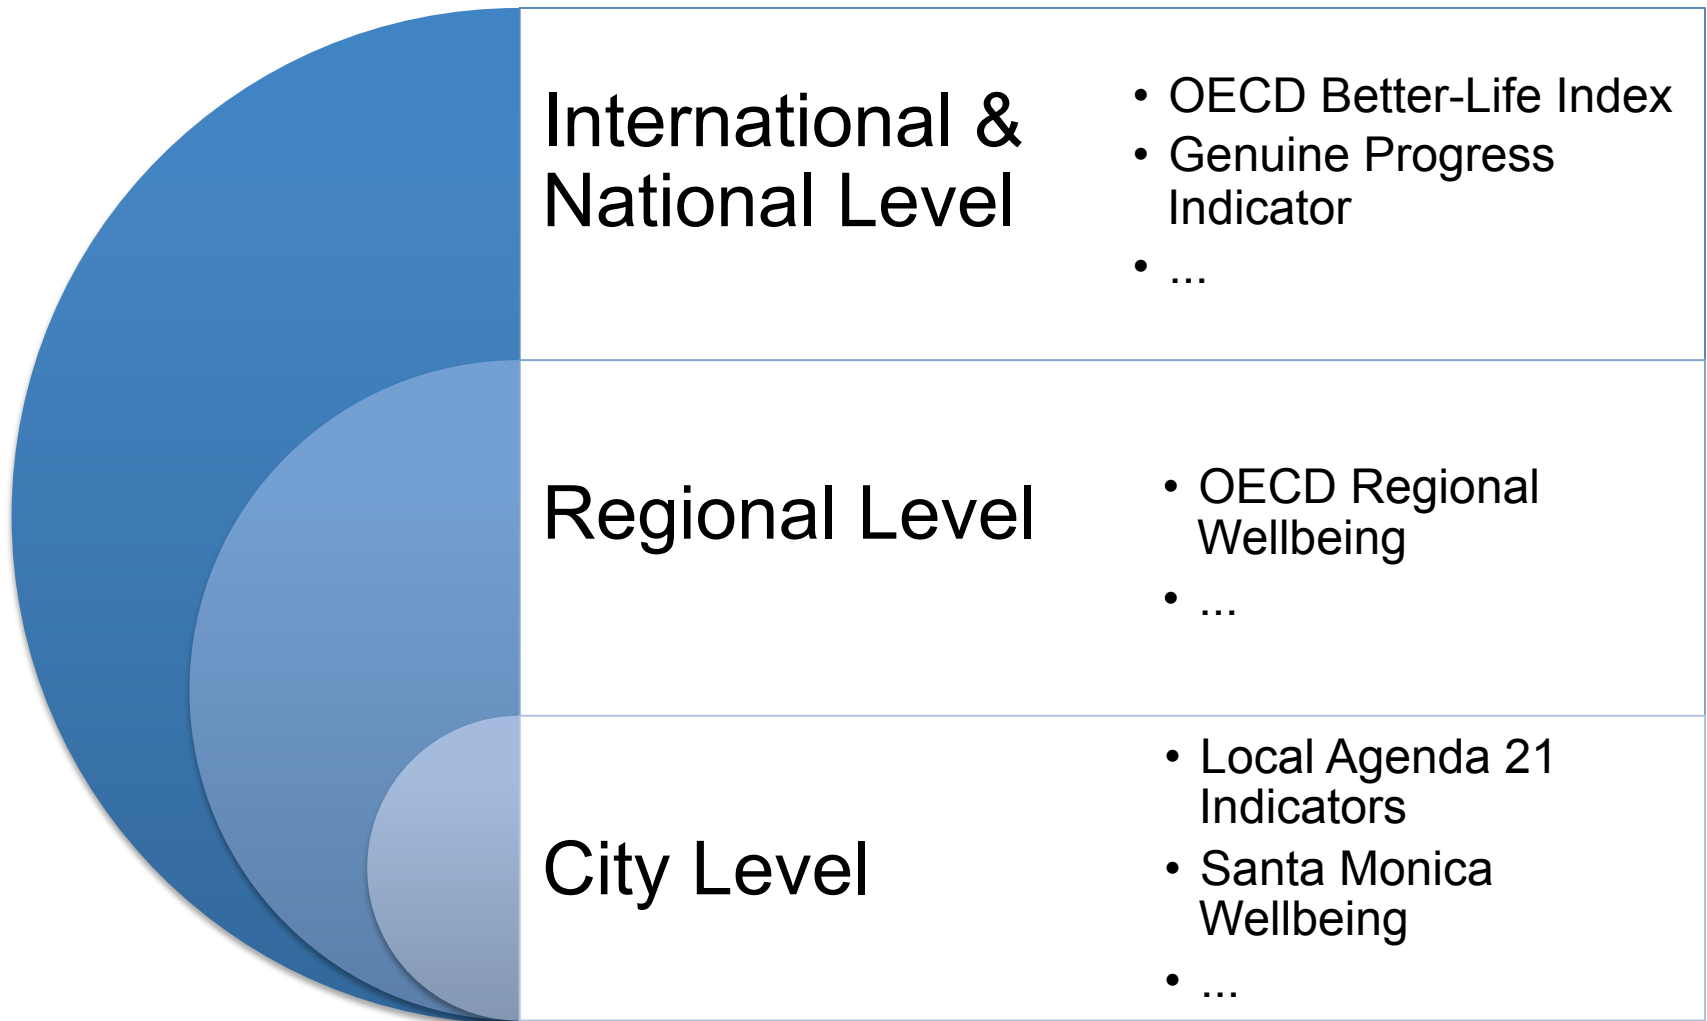 International &
National Level
• OECD Better-Life Index
• Genuine Progress
Indicator
• ...
Regional Level
• OECD Regional
Wellbeing
• ...
City Level
• Local Agenda 21
Indicators
• Santa Monica
Wellbeing
• ...